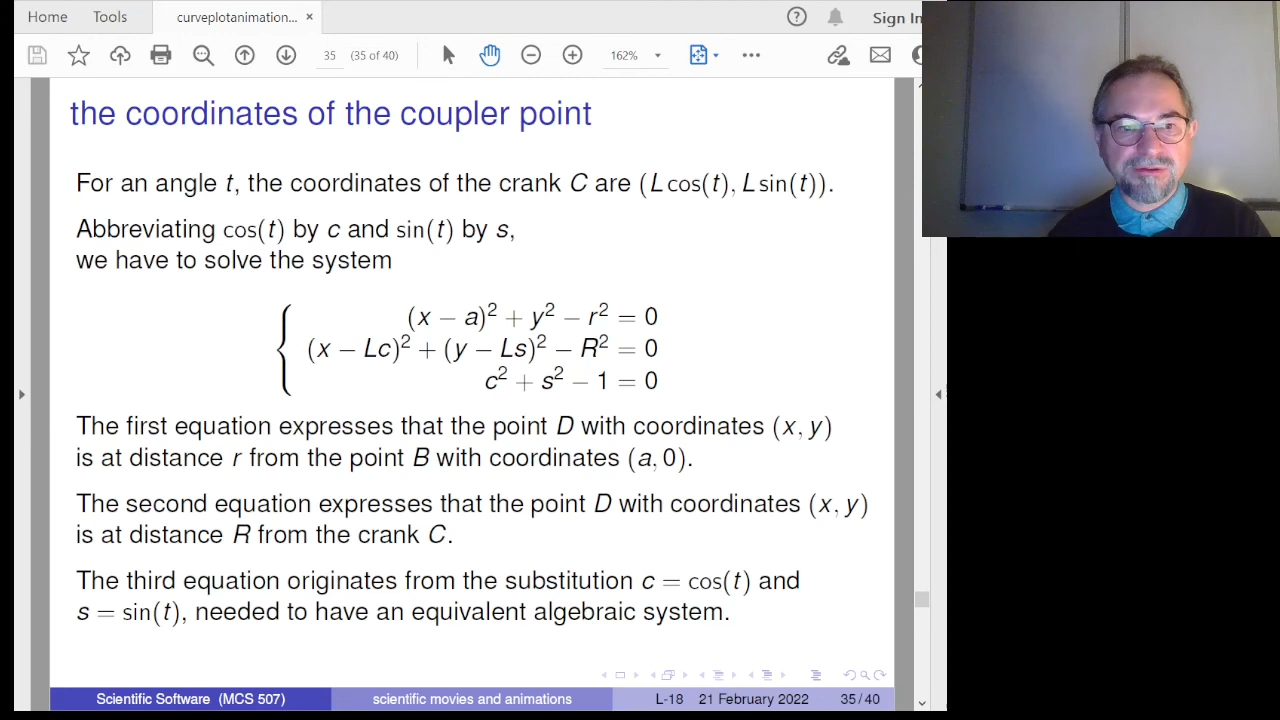 Home Tools curveplotanimation... × Sign In
35 (35 of 40) 162%
the coordinates of the coupler point
For an angle t, the coordinates of the crank C are (L cos(t), L sin(t)).
Abbreviating cos(t) by c and sin(t) by s,
we have to solve the system
(x − a)² + y² − r² = 0
(x − Lc)² + (y − Ls)² − R² = 0
c² + s² − 1 = 0
The first equation expresses that the point D with coordinates (x, y)
is at distance r from the point B with coordinates (a, 0).
The second equation expresses that the point D with coordinates (x, y)
is at distance R from the crank C.
The third equation originates from the substitution c = cos(t) and
s = sin(t), needed to have an equivalent algebraic system.
Scientific Software (MCS 507) scientific movies and animations L-18 21 February 2022 35 / 40